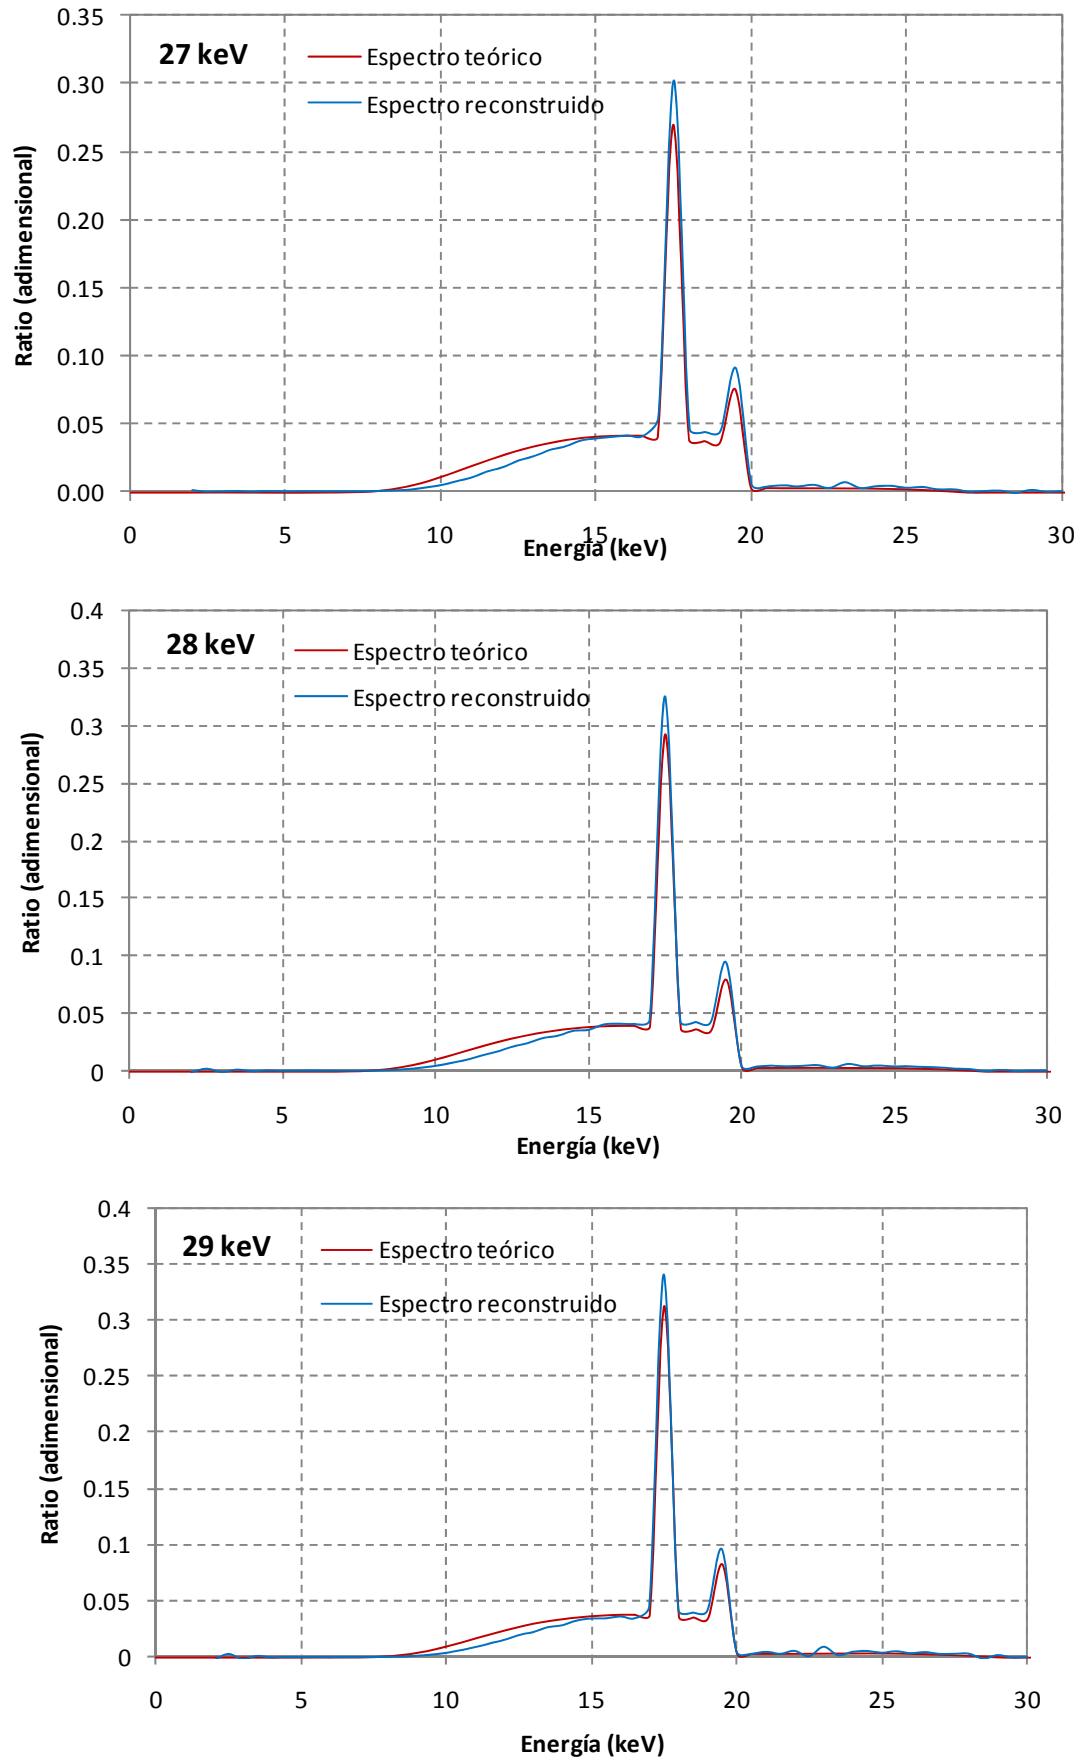 0.35
27 keV
Espectro teórico
0.30
Espectro reconstruido
0.25
0.20
0.15
0.10
0.05
0.00
Ratio (adimensional)
0 5 10 15 20 25 30
Energía (keV)
0.4
28 keV
Espectro teórico
0.35
Espectro reconstruido
0.3
0.25
0.2
0.15
0.1
0.05
0
Ratio (adimensional)
0 5 10 15 20 25 30
Energía (keV)
0.4
29 keV
Espectro teórico
0.35
Espectro reconstruido
0.3
0.25
0.2
0.15
0.1
0.05
0
Ratio (adimensional)
0 5 10 15 20 25 30
Energía (keV)